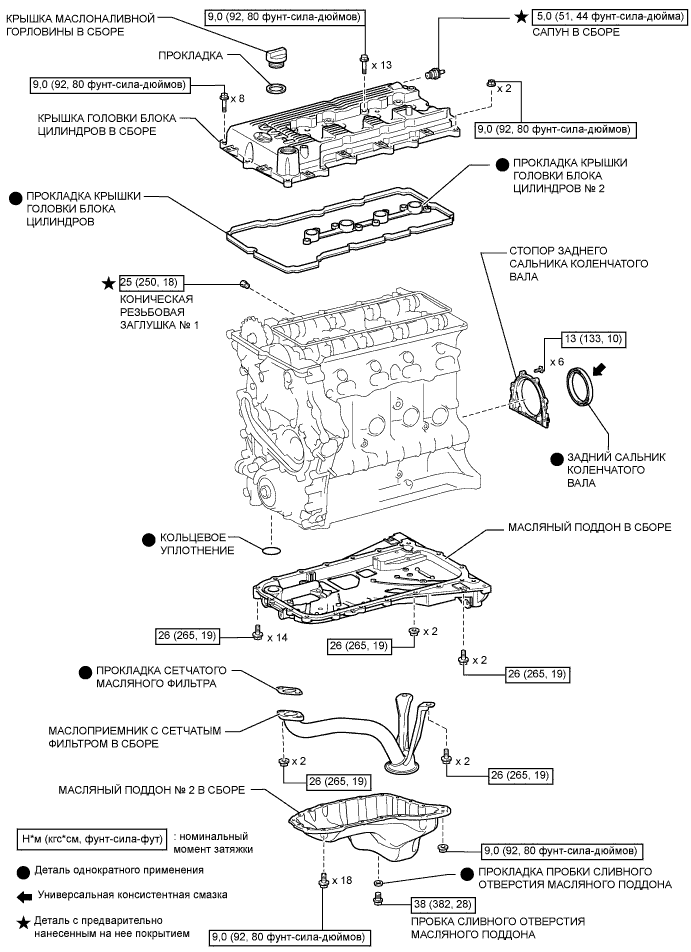 КРЫШКА МАСЛОНАЛИВНОЙ
ГОРЛОВИНЫ В СБОРЕ
9,0 (92, 80 фунт-сила-дюймов)
5,0 (51, 44 фунт-сила-дюйма)
САПУН В СБОРЕ
ПРОКЛАДКА
x 13
9,0 (92, 80 фунт-сила-дюймов)
x 8
x 2
КРЫШКА ГОЛОВКИ БЛОКА
ЦИЛИНДРОВ В СБОРЕ
9,0 (92, 80 фунт-сила-дюймов)
ПРОКЛАДКА КРЫШКИ
ГОЛОВКИ БЛОКА
ЦИЛИНДРОВ № 2
ПРОКЛАДКА КРЫШКИ
ГОЛОВКИ БЛОКА
ЦИЛИНДРОВ
СТОПОР ЗАДНЕГО
САЛЬНИКА КОЛЕНЧАТОГО
ВАЛА
25 (250, 18)
КОНИЧЕСКАЯ
РЕЗЬБОВАЯ
ЗАГЛУШКА № 1
13 (133, 10)
x 6
ЗАДНИЙ САЛЬНИК
КОЛЕНЧАТОГО
ВАЛА
КОЛЬЦЕВОЕ
УПЛОТНЕНИЕ
МАСЛЯНЫЙ ПОДДОН В СБОРЕ
26 (265, 19)
x 14
x 2
26 (265, 19)
x 2
26 (265, 19)
ПРОКЛАДКА СЕТЧАТОГО
МАСЛЯНОГО ФИЛЬТРА
МАСЛОПРИЕМНИК С СЕТЧАТЫМ
ФИЛЬТРОМ В СБОРЕ
x 2
26 (265, 19)
x 2
26 (265, 19)
МАСЛЯНЫЙ ПОДДОН № 2 В СБОРЕ
Н*м (кгс*см, фунт-сила-фут)
: номинальный
момент затяжки
9,0 (92, 80 фунт-сила-дюймов)
Деталь однократного применения
x 18
ПРОКЛАДКА ПРОБКИ СЛИВНОГО
ОТВЕРСТИЯ МАСЛЯНОГО ПОДДОНА
Универсальная консистентная смазка
38 (382, 28)
Деталь с предварительно
нанесенным на нее покрытием
9,0 (92, 80 фунт-сила-дюймов)
ПРОБКА СЛИВНОГО ОТВЕРСТИЯ
МАСЛЯНОГО ПОДДОНА